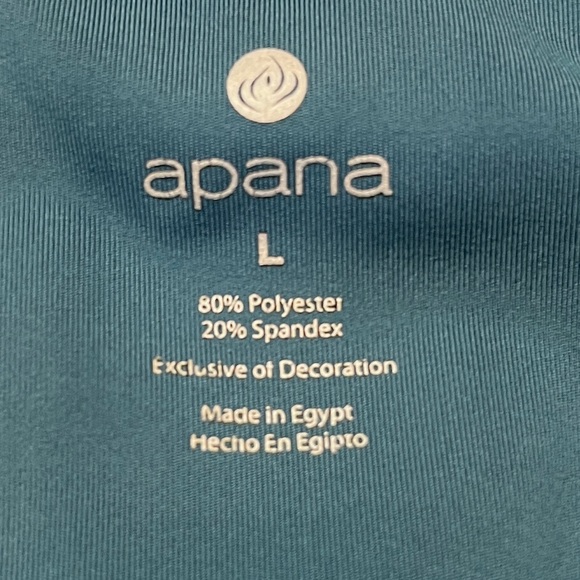 apana
L
80% Polyester
20% Spandex
Exclusive of Decoration
Made in Egypt
Hecho En Egipto